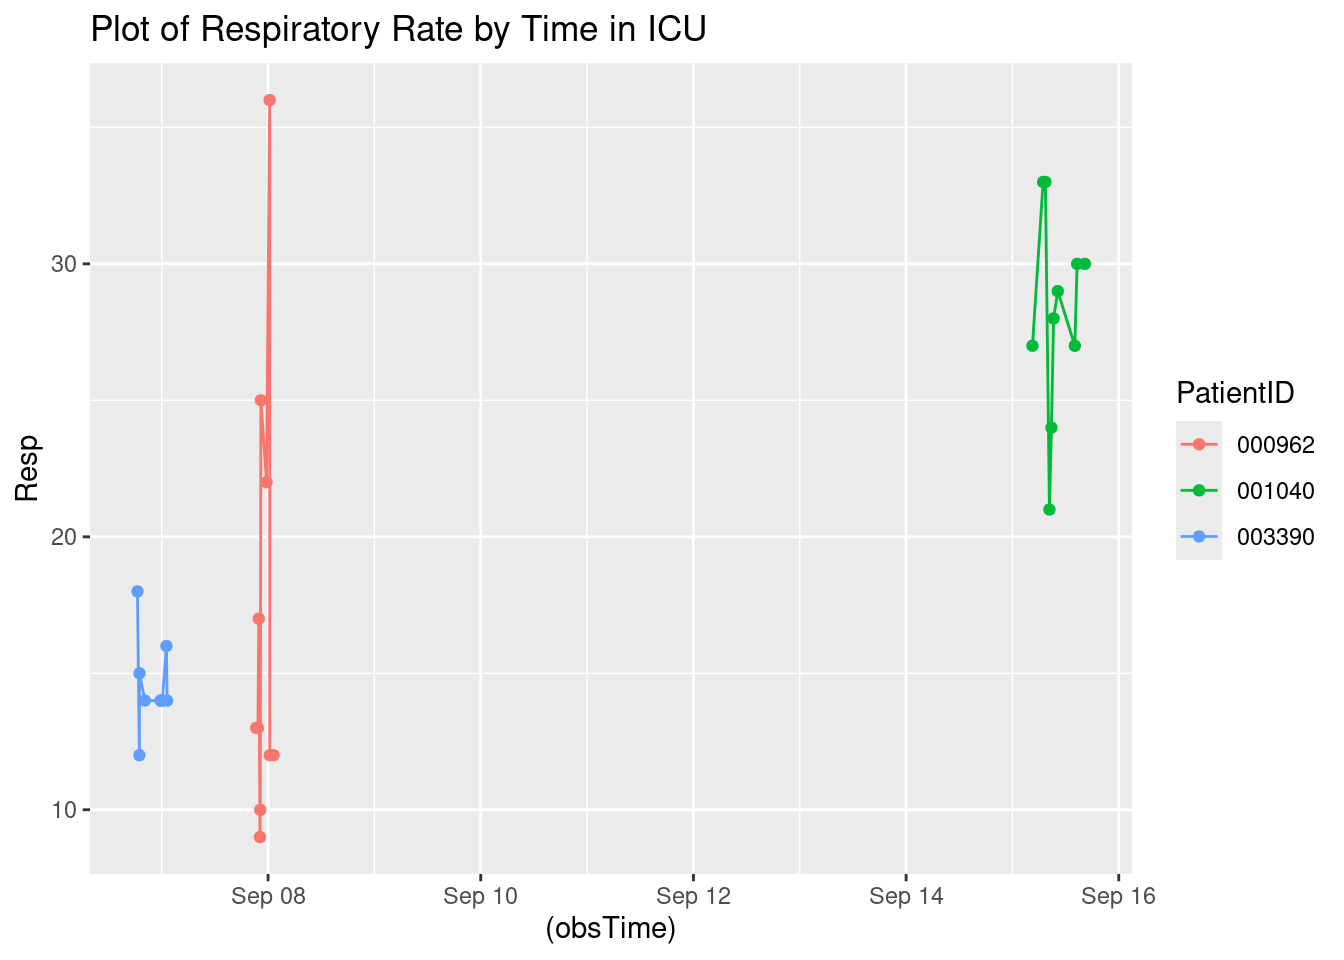 Plot of Respiratory Rate by Time in ICU
Resp
30
20
10
Sep 08 Sep 10 Sep 12 Sep 14 Sep 16
(obsTime)
PatientID
000962
001040
003390